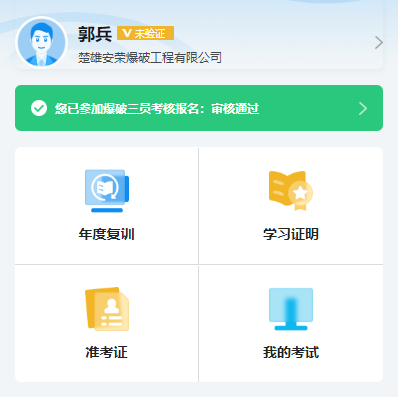 郭兵 未验证
楚雄安荣爆破工程有限公司
您已参加爆破三员考核报名：审核通过
年度复训 学习证明
准考证 我的考试